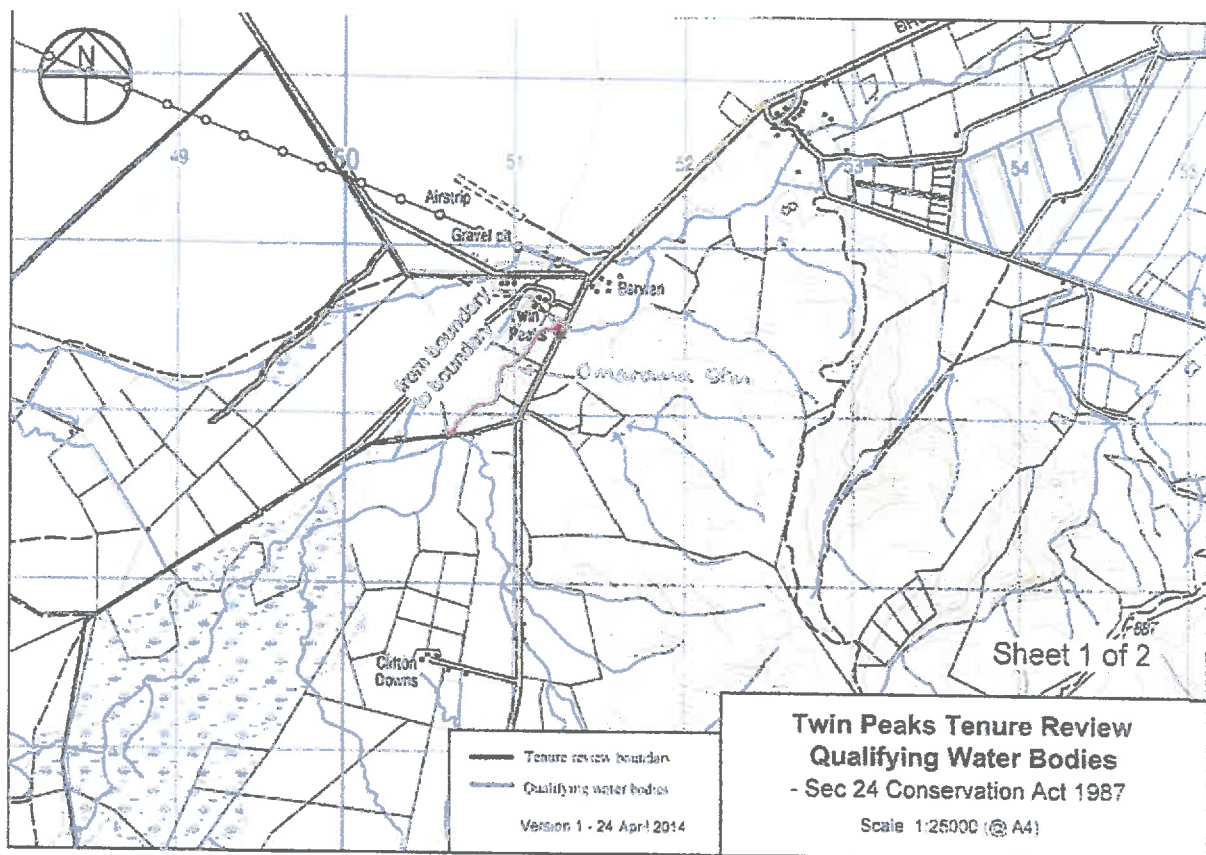 N
49
50
51
52
53
54
Airstrip
Gravel pit
Berwen
Twin
Peaks
from boundary
to boundary
Omarama Stm
Clifton
Downs
Sheet 1 of 2
Tenure review boundary
Qualifying water bodies
Version 1 - 24 April 2014
Twin Peaks Tenure Review
Qualifying Water Bodies
- Sec 24 Conservation Act 1987
Scale 1:25000 (@ A4)